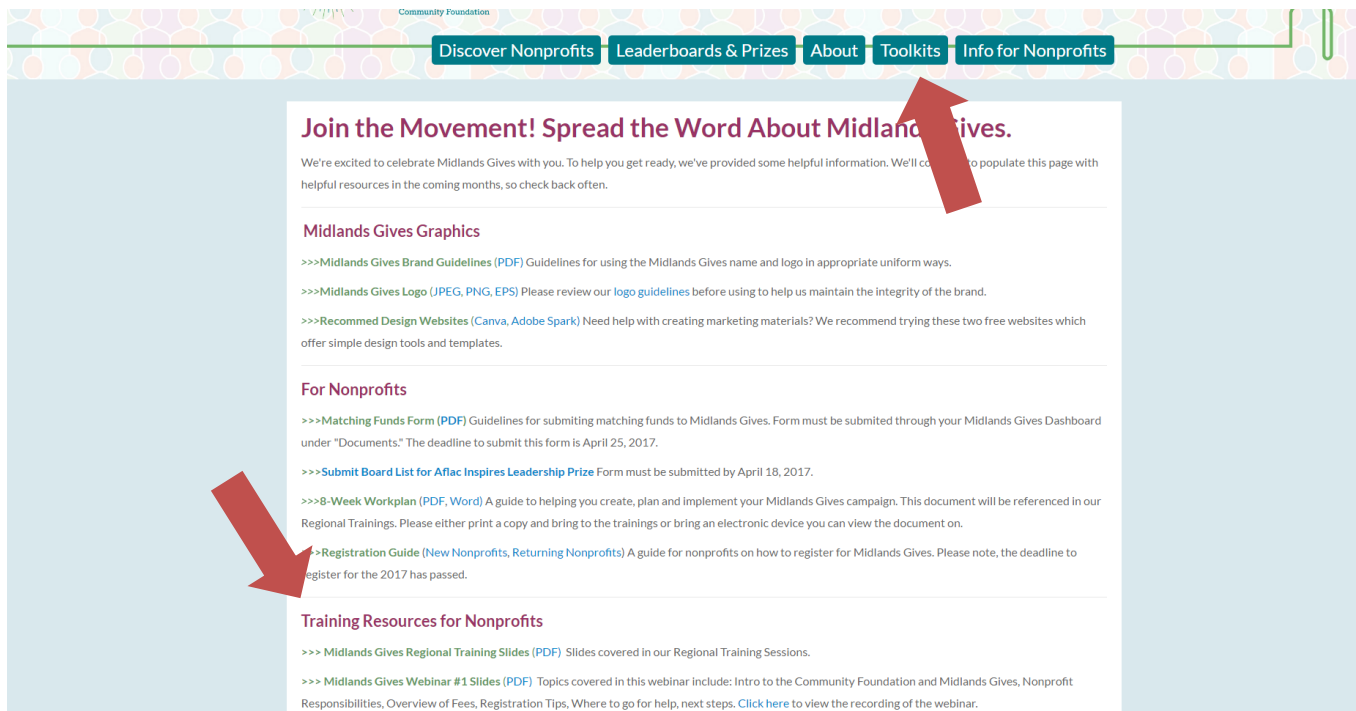 Community Foundation
Discover Nonprofits Leaderboards & Prizes About Toolkits Info for Nonprofits
Join the Movement! Spread the Word About Midlands Gives.
We're excited to celebrate Midlands Gives with you. To help you get ready, we've provided some helpful information. We'll to populate this page with
helpful resources in the coming months, so check back often.
Midlands Gives Graphics
>>>Midlands Gives Brand Guidelines (PDF) Guidelines for using the Midlands Gives name and logo in appropriate uniform ways.
>>>Midlands Gives Logo (JPEG, PNG, EPS) Please review our logo guidelines before using to help us maintain the integrity of the brand.
>>>Recommed Design Websites (Canva, Adobe Spark) Need help with creating marketing materials? We recommend trying these two free websites which
offer simple design tools and templates.
For Nonprofits
>>>Matching Funds Form (PDF) Guidelines for submiting matching funds to Midlands Gives. Form must be submited through your Midlands Gives Dashboard
under "Documents." The deadline to submit this form is April 25, 2017.
>>>Submit Board List for Aflac Inspires Leadership Prize Form must be submitted by April 18, 2017.
>>>8-Week Workplan (PDF, Word) A guide to helping you create, plan and implement your Midlands Gives campaign. This document will be referenced in our
Regional Trainings. Please either print a copy and bring to the trainings or bring an electronic device you can view the document on.
>>>Registration Guide (New Nonprofits, Returning Nonprofits) A guide for nonprofits on how to register for Midlands Gives. Please note, the deadline to
register for the 2017 has passed.
Training Resources for Nonprofits
>>> Midlands Gives Regional Training Slides (PDF) Slides covered in our Regional Training Sessions.
>>> Midlands Gives Webinar #1 Slides (PDF) Topics covered in this webinar include: Intro to the Community Foundation and Midlands Gives, Nonprofit
Responsibilities, Overview of Fees, Registration Tips, Where to go for help, next steps. Click here to view the recording of the webinar.